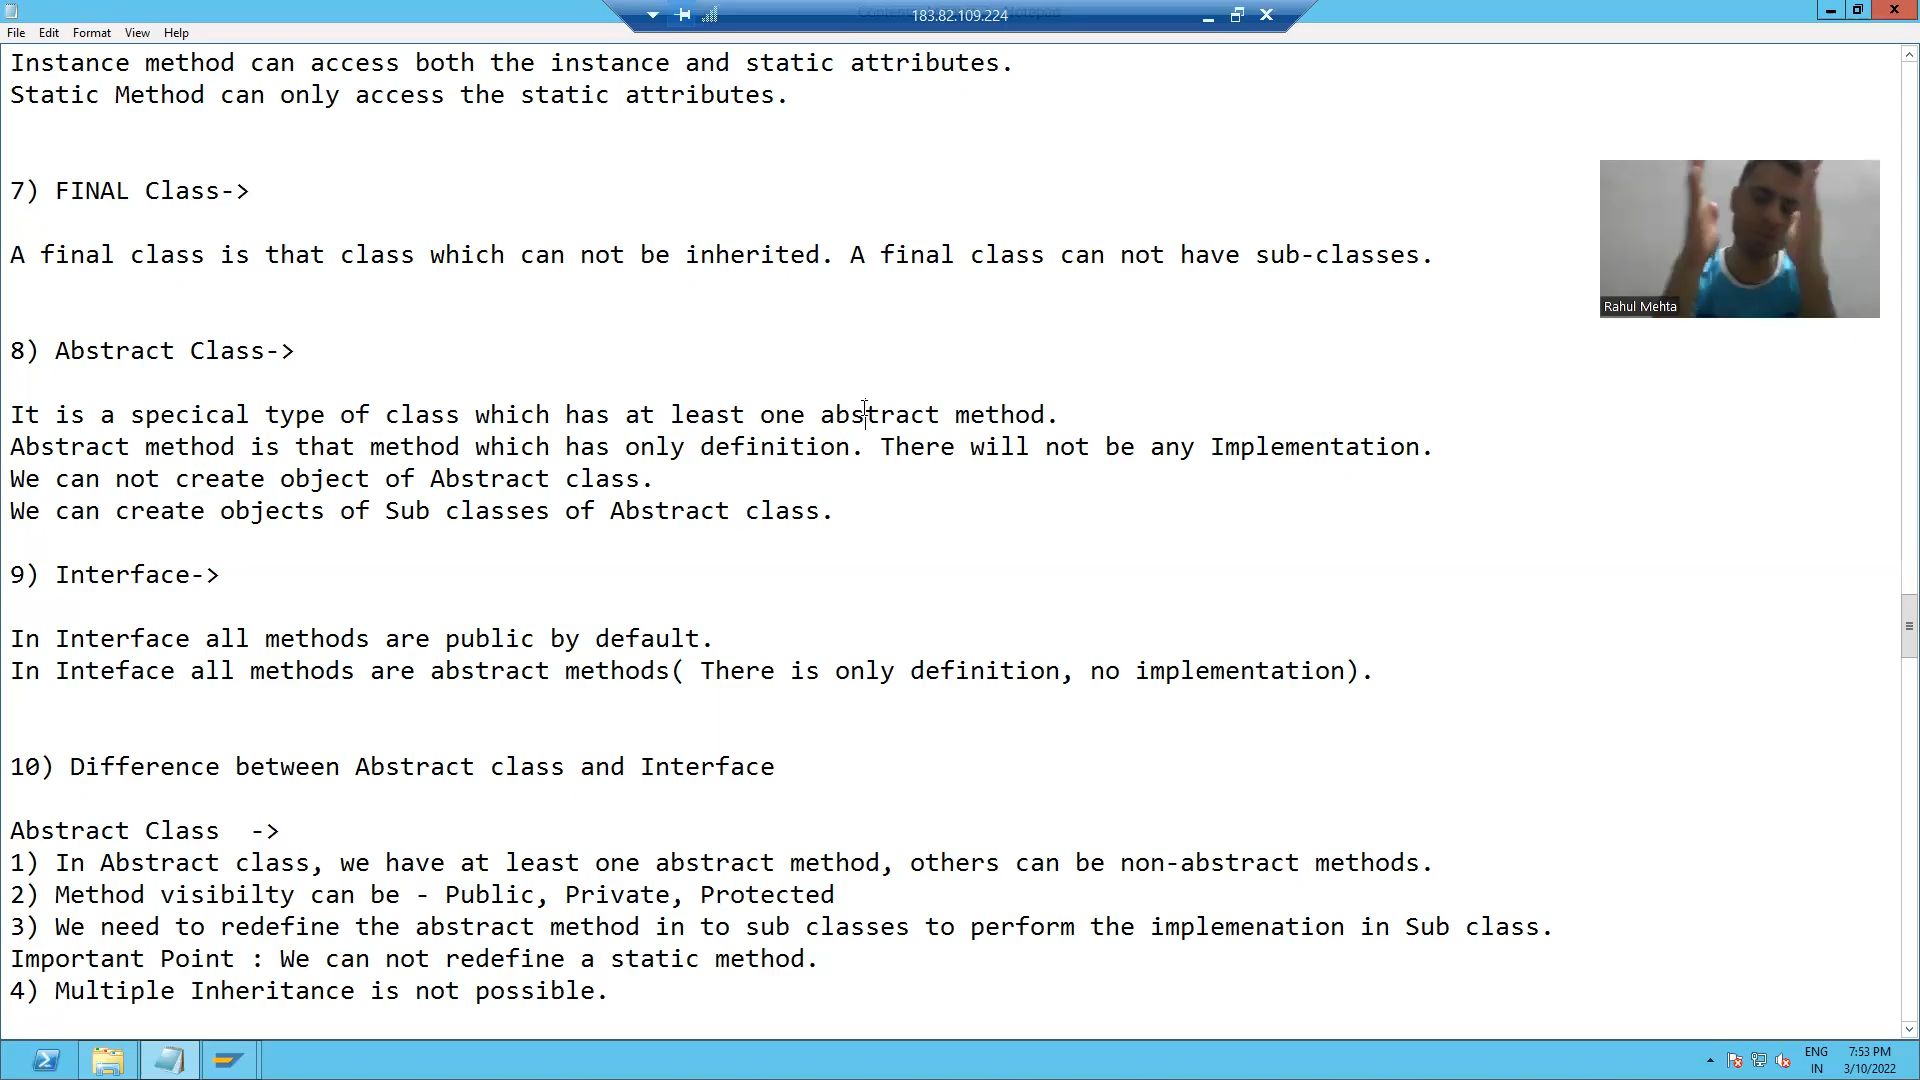 183.82.109.224
File Edit Format View Help
Instance method can access both the instance and static attributes.
Static Method can only access the static attributes.
7) FINAL Class->
A final class is that class which can not be inherited. A final class can not have sub-classes.
Rahul Mehta
8) Abstract Class->
It is a specical type of class which has at least one abstract method.
Abstract method is that method which has only definition. There will not be any Implementation.
We can not create object of Abstract class.
We can create objects of Sub classes of Abstract class.
9) Interface->
In Interface all methods are public by default.
In Inteface all methods are abstract methods( There is only definition, no implementation).
10) Difference between Abstract class and Interface
Abstract Class  ->
1) In Abstract class, we have at least one abstract method, others can be non-abstract methods.
2) Method visibilty can be - Public, Private, Protected
3) We need to redefine the abstract method in to sub classes to perform the implemenation in Sub class.
Important Point : We can not redefine a static method.
4) Multiple Inheritance is not possible.
ENG 7:53 PM
IN 3/10/2022